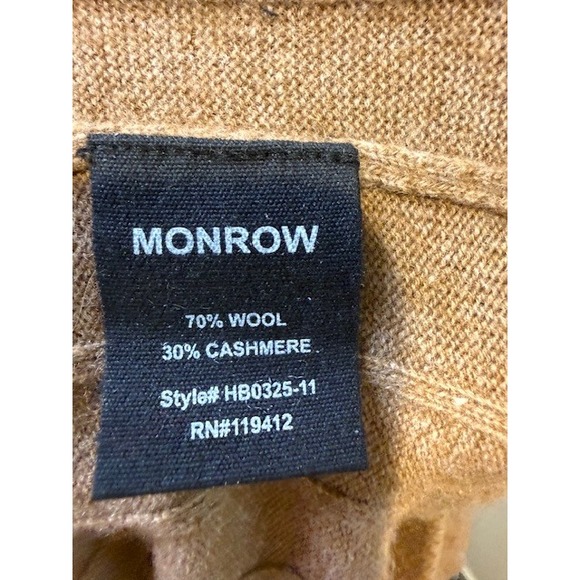 MONROW
70% WOOL
30% CASHMERE
Style# HB0325-11
RN#119412